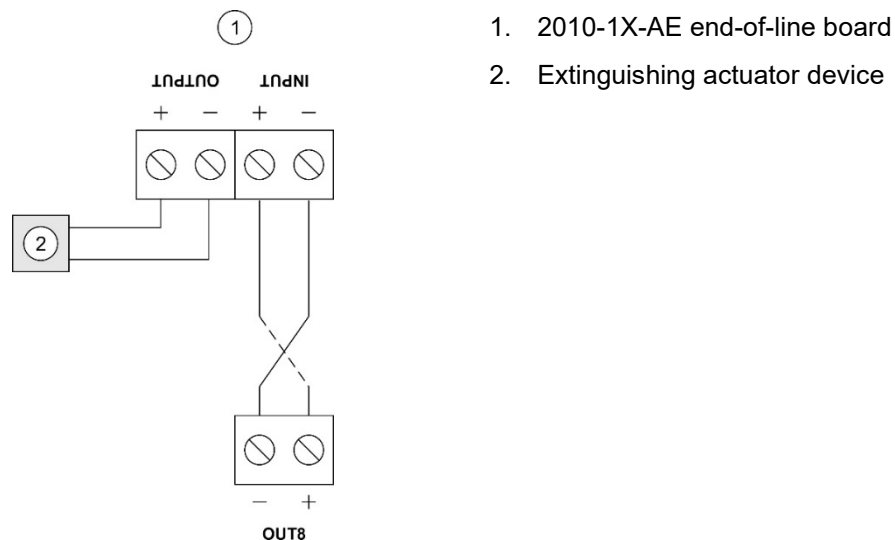 1
1. 2010-1X-AE end-of-line board
2. Extinguishing actuator device
OUTPUT INPUT
+ − + −
2
− +
OUT8